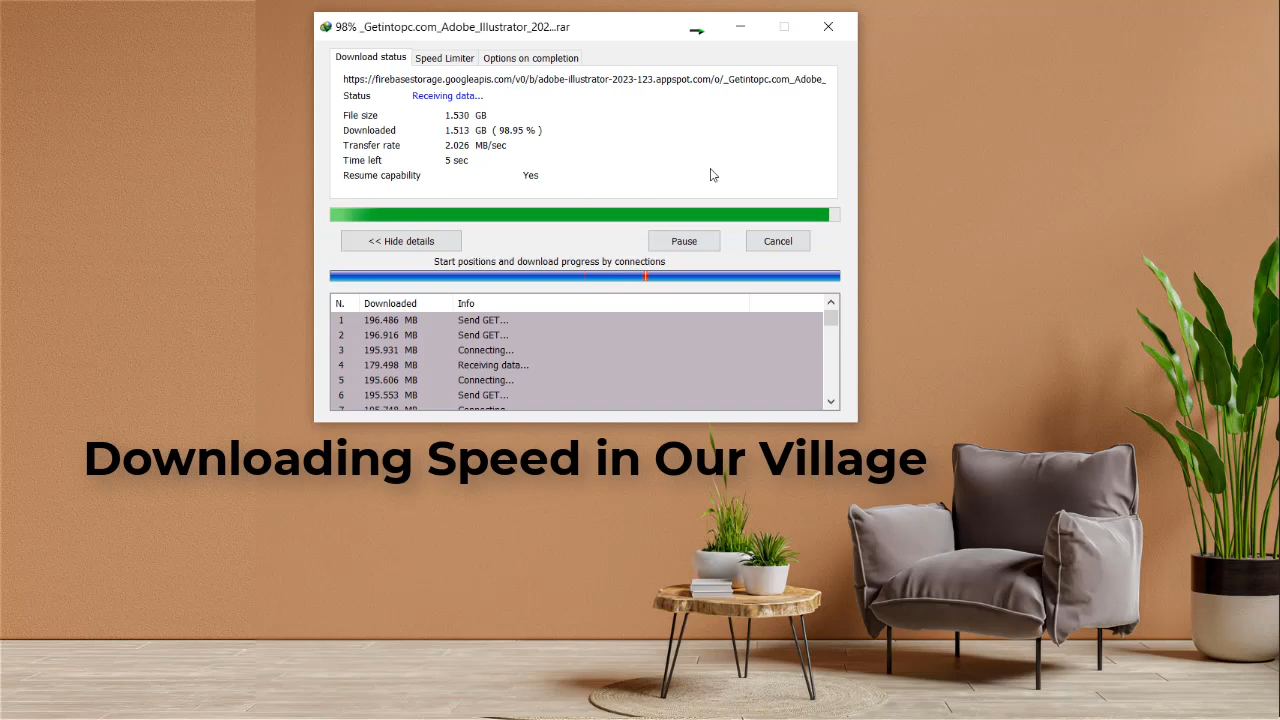 98% _Getintopc.com_Adobe_Illustrator_202...rar
Download status Speed Limiter Options on completion
https://firebasestorage.googleapis.com/v0/b/adobe-illustrator-2023-123.appspot.com/o/_Getintopc.com_Adobe_
Status Receiving data...
File size 1.530 GB
Downloaded 1.513 GB ( 98.95 % )
Transfer rate 2.026 MB/sec
Time left 5 sec
Resume capability Yes
<< Hide details Pause Cancel
Start positions and download progress by connections
N. Downloaded Info
1 196.486 MB Send GET...
2 196.916 MB Send GET...
3 195.931 MB Connecting...
4 179.498 MB Receiving data...
5 195.606 MB Connecting...
6 195.553 MB Send GET...
7 195.748 MB Connecting...
Downloading Speed in Our Village